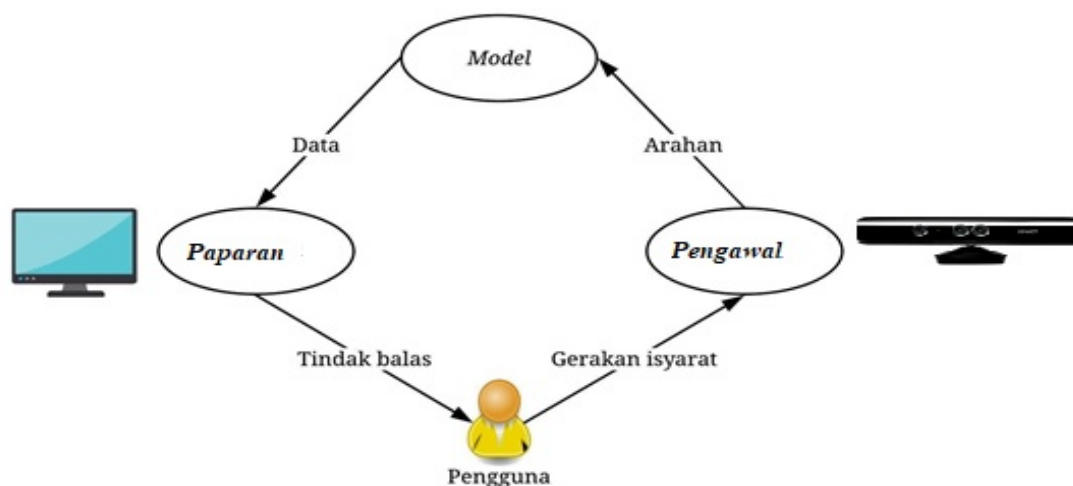 Model
Data
Arahan
Paparan
Pengawal
Tindak balas
Gerakan isyarat
Pengguna